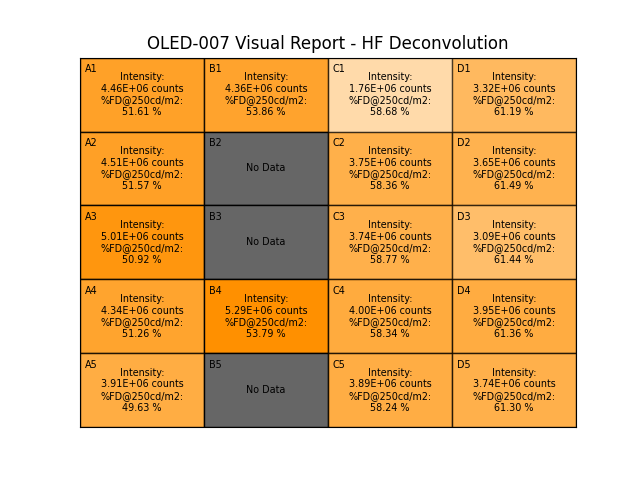 OLED-007 Visual Report - HF Deconvolution
A1
Intensity:
4.46E+06 counts
%FD@250cd/m2:
51.61 %
B1
Intensity:
4.36E+06 counts
%FD@250cd/m2:
53.86 %
C1
Intensity:
1.76E+06 counts
%FD@250cd/m2:
58.68 %
D1
Intensity:
3.32E+06 counts
%FD@250cd/m2:
61.19 %
A2
Intensity:
4.51E+06 counts
%FD@250cd/m2:
51.57 %
B2
No Data
C2
Intensity:
3.75E+06 counts
%FD@250cd/m2:
58.36 %
D2
Intensity:
3.65E+06 counts
%FD@250cd/m2:
61.49 %
A3
Intensity:
5.01E+06 counts
%FD@250cd/m2:
50.92 %
B3
No Data
C3
Intensity:
3.74E+06 counts
%FD@250cd/m2:
58.77 %
D3
Intensity:
3.09E+06 counts
%FD@250cd/m2:
61.44 %
A4
Intensity:
4.34E+06 counts
%FD@250cd/m2:
51.26 %
B4
Intensity:
5.29E+06 counts
%FD@250cd/m2:
53.79 %
C4
Intensity:
4.00E+06 counts
%FD@250cd/m2:
58.34 %
D4
Intensity:
3.95E+06 counts
%FD@250cd/m2:
61.36 %
A5
Intensity:
3.91E+06 counts
%FD@250cd/m2:
49.63 %
B5
No Data
C5
Intensity:
3.89E+06 counts
%FD@250cd/m2:
58.24 %
D5
Intensity:
3.74E+06 counts
%FD@250cd/m2:
61.30 %